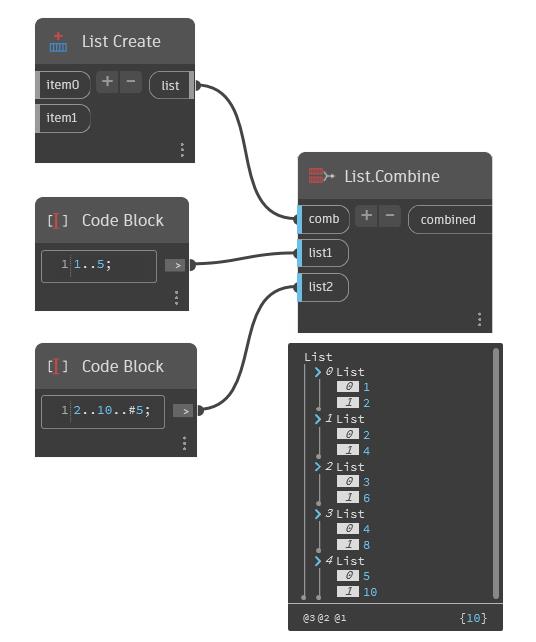 List Create
item0 + − list
item1
Code Block
1 1..5;
>
Code Block
1 2..10..#5;
>
List.Combine
comb + − combined
list1
list2
List
0 List
0 1
1 2
1 List
0 2
1 4
2 List
0 3
1 6
3 List
0 4
1 8
4 List
0 5
1 10
@3 @2 @1 {10}